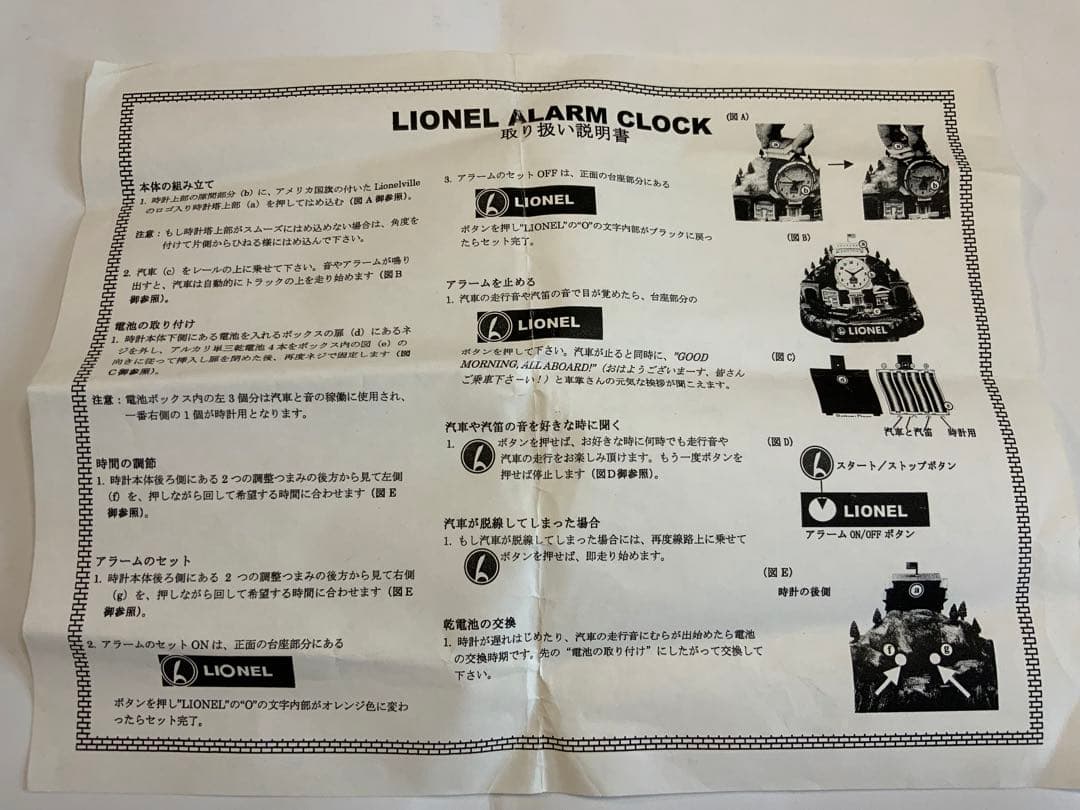 LIONEL ALARM CLOCK
取り扱い説明書
本体の組み立て
1. 時計上部の隙間部分 (b) に、アメリカ国旗の付いた Lionelville
のロゴ入り時計塔上部 (a) を押してはめ込む (図 A 御参照)。
注意：もし時計塔上部がスムーズにはめ込めない場合は、角度を
付けて片側からひねる様にはめ込んで下さい。
2. 汽車 (c) をレールの上に乗せて下さい。音やアラームが鳴り
出すと、汽車は自動的にトラックの上を走り始めます (図 B
御参照)。
電池の取り付け
1. 時計本体下側にある電池を入れるボックスの扉 (d) にあるネ
ジを外し、アルカリ単三乾電池 4 本をボックス内の図 (e) の
向きに従って挿入し扉を閉めた後、再度ネジで固定します (図
C 御参照)。
注意：電池ボックス内の左 3 個分は汽車と音の稼働に使用され、
一番右側の 1 個が時計用となります。
時間の調節
1. 時計本体後ろ側にある 2 つの調整つまみの後方から見て左側
(f) を、押しながら回して希望する時間に合わせます (図 E
御参照)。
アラームのセット
1. 時計本体後ろ側にある 2 つの調整つまみの後方から見て右側
(g) を、押しながら回して希望する時間に合わせます (図 E
御参照)。
2. アラームのセット ON は、正面の台座部分にある
LIONEL
ボタンを押し"LIONEL"の"O"の文字内部がオレンジ色に変わ
ったらセット完了。
3. アラームのセット OFF は、正面の台座部分にある
LIONEL
ボタンを押し"LIONEL"の"O"の文字内部がブラックに戻っ
たらセット完了。
アラームを止める
1. 汽車の走行音や汽笛の音で目が覚めたら、台座部分の
LIONEL
ボタンを押して下さい。汽車が止ると同時に、"GOOD
MORNING, ALL ABOARD!" (おはようございまーす、皆さん
ご乗車下さーい！) と車掌さんの元気な挨拶が聞こえます。
汽車や汽笛の音を好きな時に聞く
1. ボタンを押せば、お好きな時に何時でも走行音や
汽車の走行をお楽しみ頂けます。もう一度ボタンを
押せば停止します (図 D 御参照)。
汽車が脱線してしまった場合
1. もし汽車が脱線してしまった場合には、再度線路上に乗せて
ボタンを押せば、即走り始めます。
乾電池の交換
1. 時計が遅れはじめたり、汽車の走行音にむらが出始めたら電池
の交換時期です。先の "電池の取り付け" にしたがって交換して
下さい。
(図 A)
a
b
a
b
(図 B)
a
b
c
LIONEL
(図 C)
d
e
汽車と汽笛 時計用
(図 D)
スタート／ストップボタン
LIONEL
アラーム ON/OFF ボタン
(図 E)
時計の後側
a
f
g